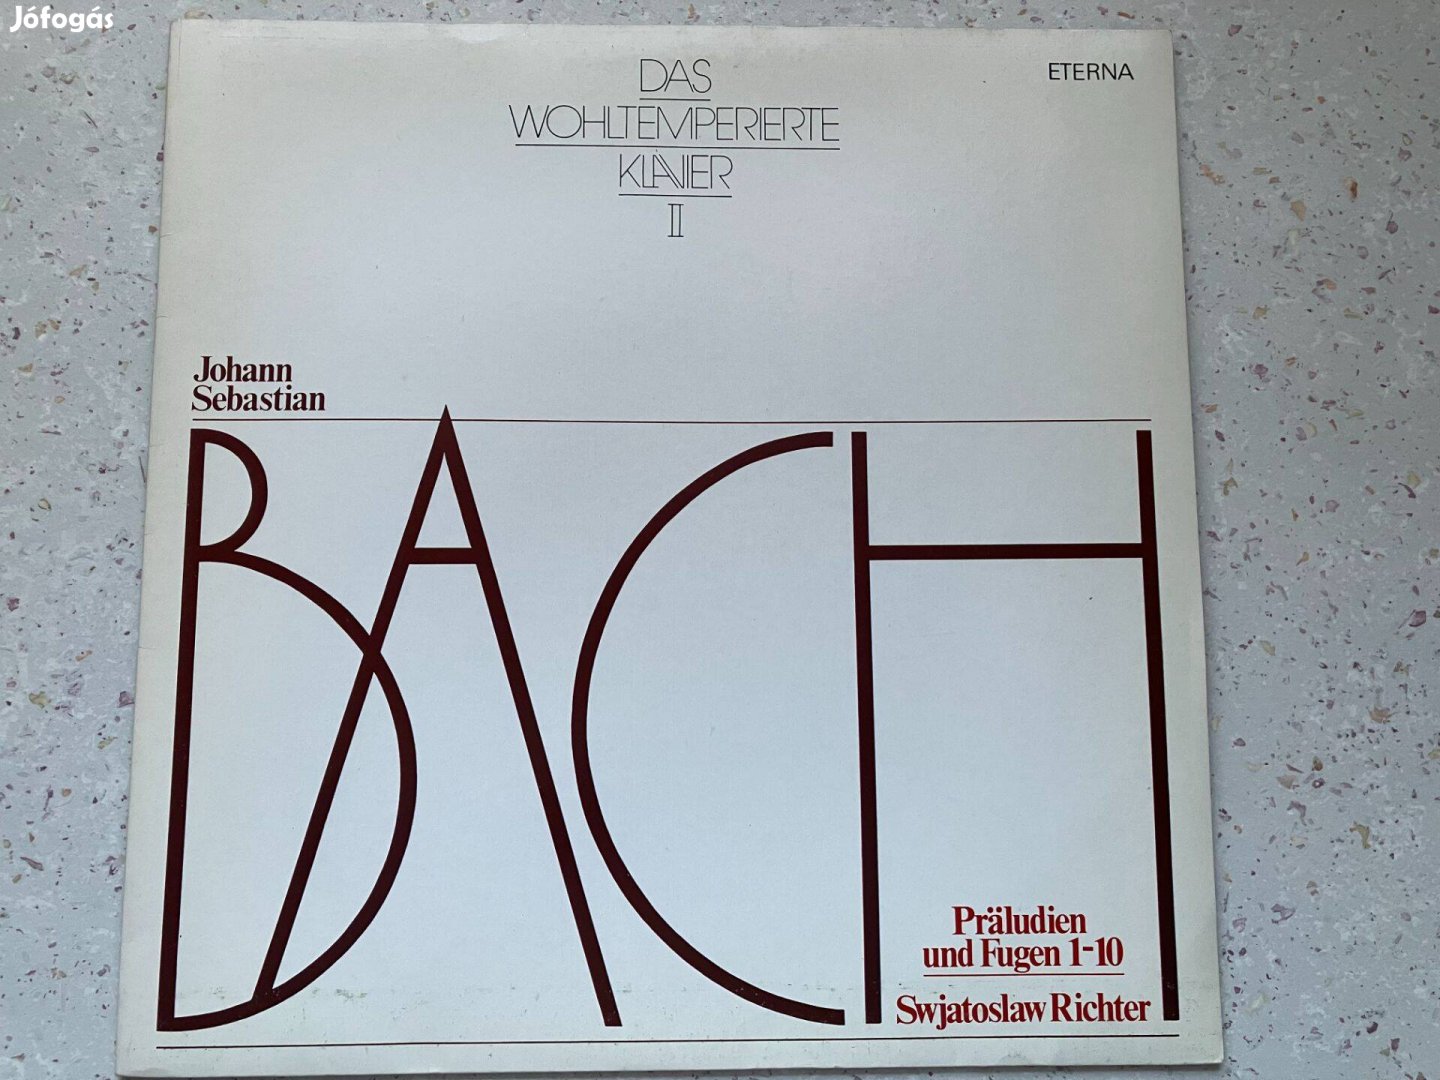 Jófogás
DAS
WOHLTEMPERIERTE
KLAVIER
II
ETERNA
Johann
Sebastian
BACH
Präludien
und Fugen 1-10
Swjatoslaw Richter